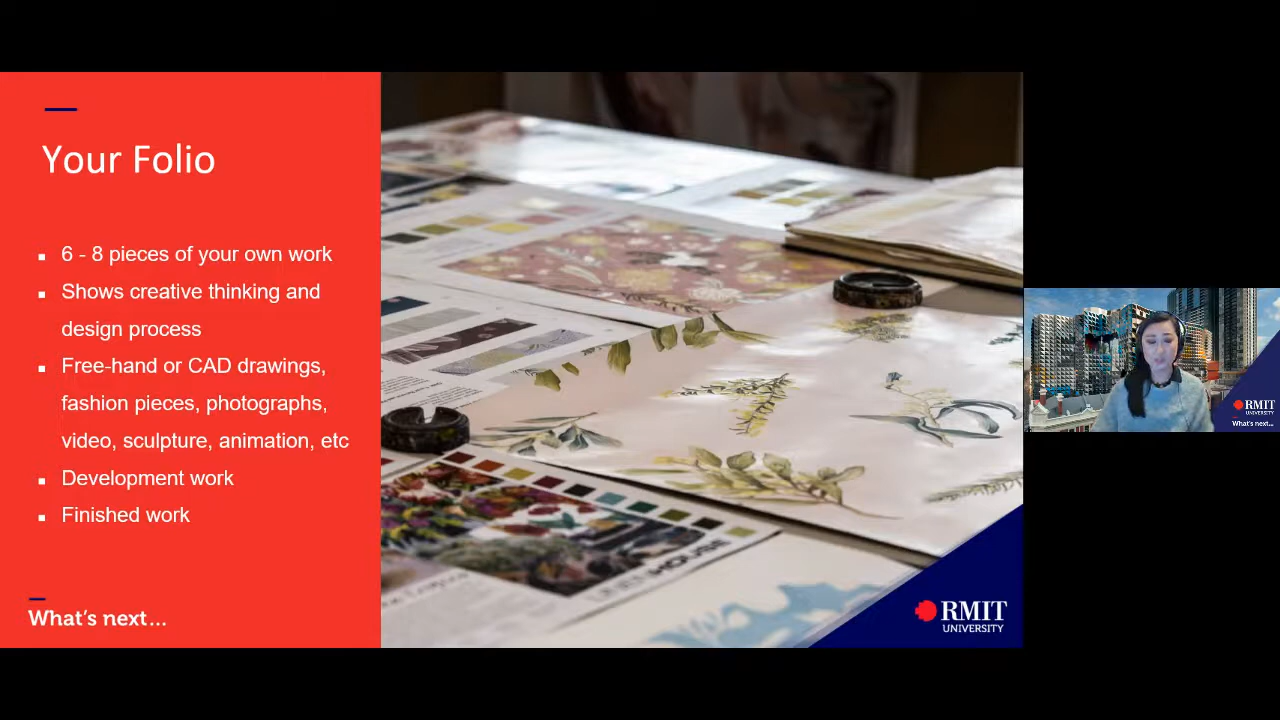 Your Folio
6 - 8 pieces of your own work
Shows creative thinking and
design process
Free-hand or CAD drawings,
fashion pieces, photographs,
video, sculpture, animation, etc
Development work
Finished work
What's next...
RMIT
UNIVERSITY
RMIT
UNIVERSITY
What's next...